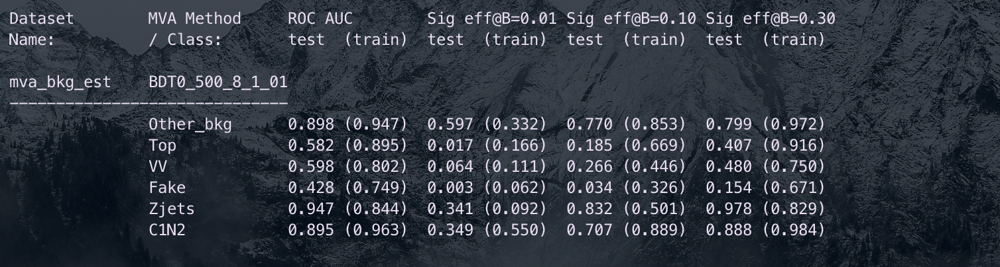 Dataset MVA Method ROC AUC Sig eff@B=0.01 Sig eff@B=0.10 Sig eff@B=0.30
Name: / Class: test (train) test (train) test (train) test (train)
mva_bkg_est BDT0_500_8_1_01
------------------------------
Other_bkg 0.898 (0.947) 0.597 (0.332) 0.770 (0.853) 0.799 (0.972)
Top 0.582 (0.895) 0.017 (0.166) 0.185 (0.669) 0.407 (0.916)
VV 0.598 (0.802) 0.064 (0.111) 0.266 (0.446) 0.480 (0.750)
Fake 0.428 (0.749) 0.003 (0.062) 0.034 (0.326) 0.154 (0.671)
Zjets 0.947 (0.844) 0.341 (0.092) 0.832 (0.501) 0.978 (0.829)
C1N2 0.895 (0.963) 0.349 (0.550) 0.707 (0.889) 0.888 (0.984)